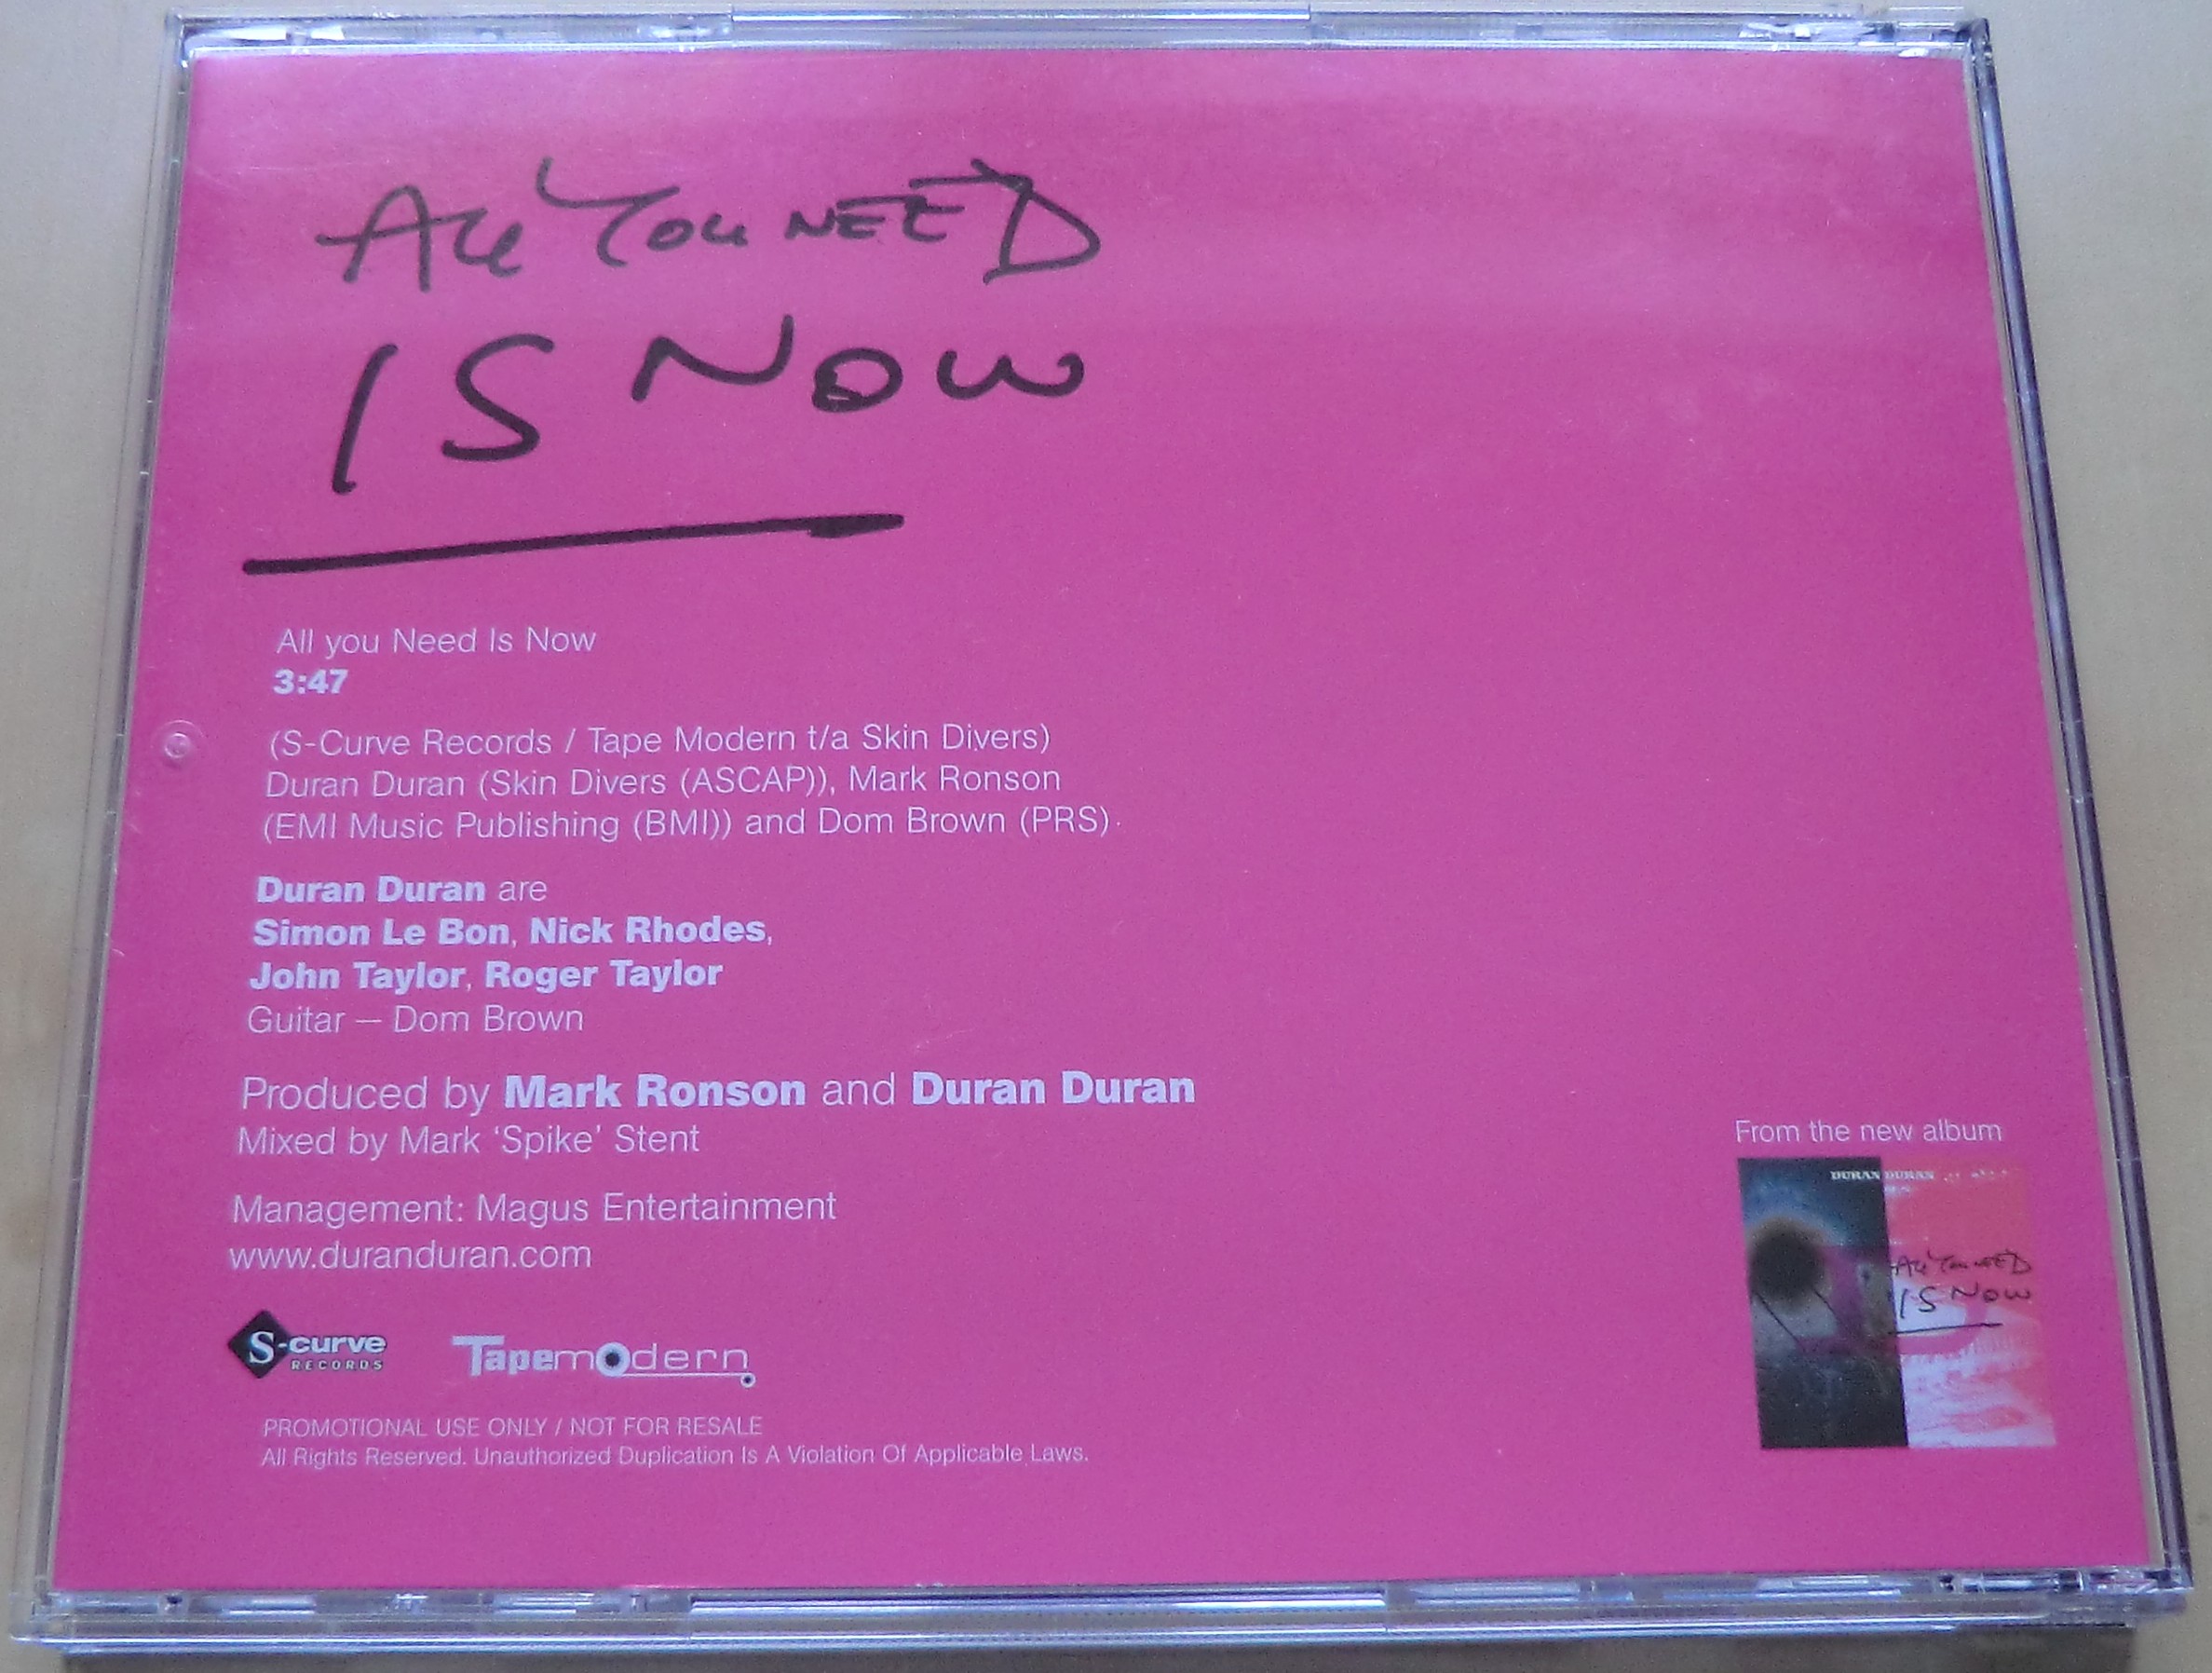 ALL YOU NEED
IS NOW
All you Need Is Now
3:47
(S-Curve Records / Tape Modern t/a Skin Divers)
Duran Duran (Skin Divers (ASCAP)), Mark Ronson
(EMI Music Publishing (BMI)) and Dom Brown (PRS).
Duran Duran are
Simon Le Bon, Nick Rhodes,
John Taylor, Roger Taylor
Guitar — Dom Brown
Produced by Mark Ronson and Duran Duran
Mixed by Mark ‘Spike’ Stent
Management: Magus Entertainment
www.duranduran.com
S-curve
RECORDS
Tapemodern
PROMOTIONAL USE ONLY / NOT FOR RESALE
All Rights Reserved. Unauthorized Duplication Is A Violation Of Applicable Laws.
From the new album
DURAN DURAN
ALL YOU NEED
IS NOW